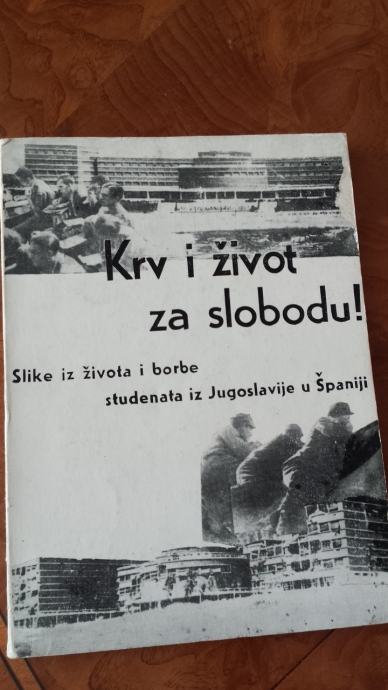 Krv i život
za slobodu!
Slike iz života i borbe
studenata iz Jugoslavije u Španiji